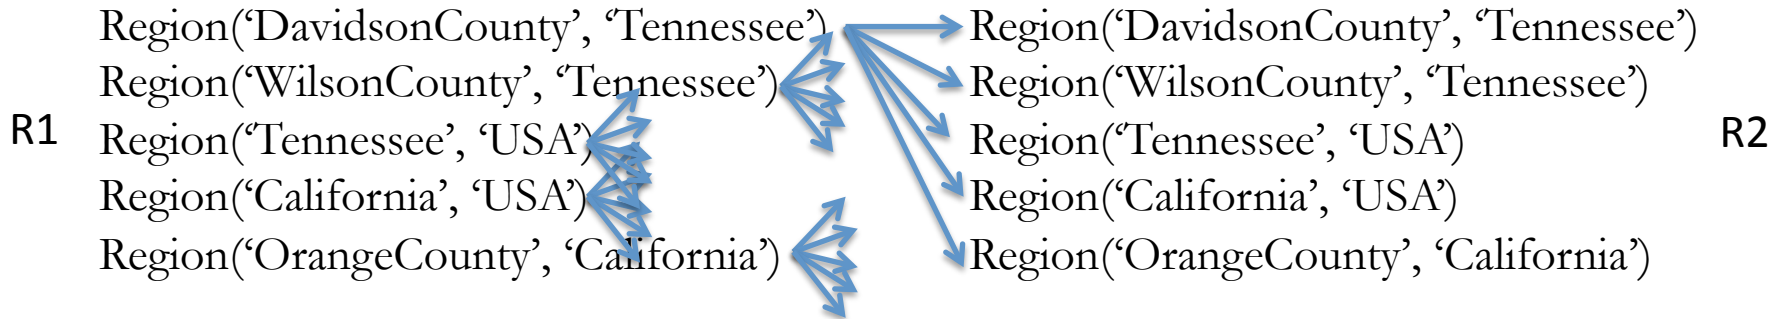 Region(‘DavidsonCounty’, ‘Tennessee’) Region(‘DavidsonCounty’, ‘Tennessee’)
Region(‘WilsonCounty’, ‘Tennessee’) Region(‘WilsonCounty’, ‘Tennessee’)
R1 Region(‘Tennessee’, ‘USA’) Region(‘Tennessee’, ‘USA’) R2
Region(‘California’, ‘USA’) Region(‘California’, ‘USA’)
Region(‘OrangeCounty’, ‘California’) Region(‘OrangeCounty’, ‘California’)